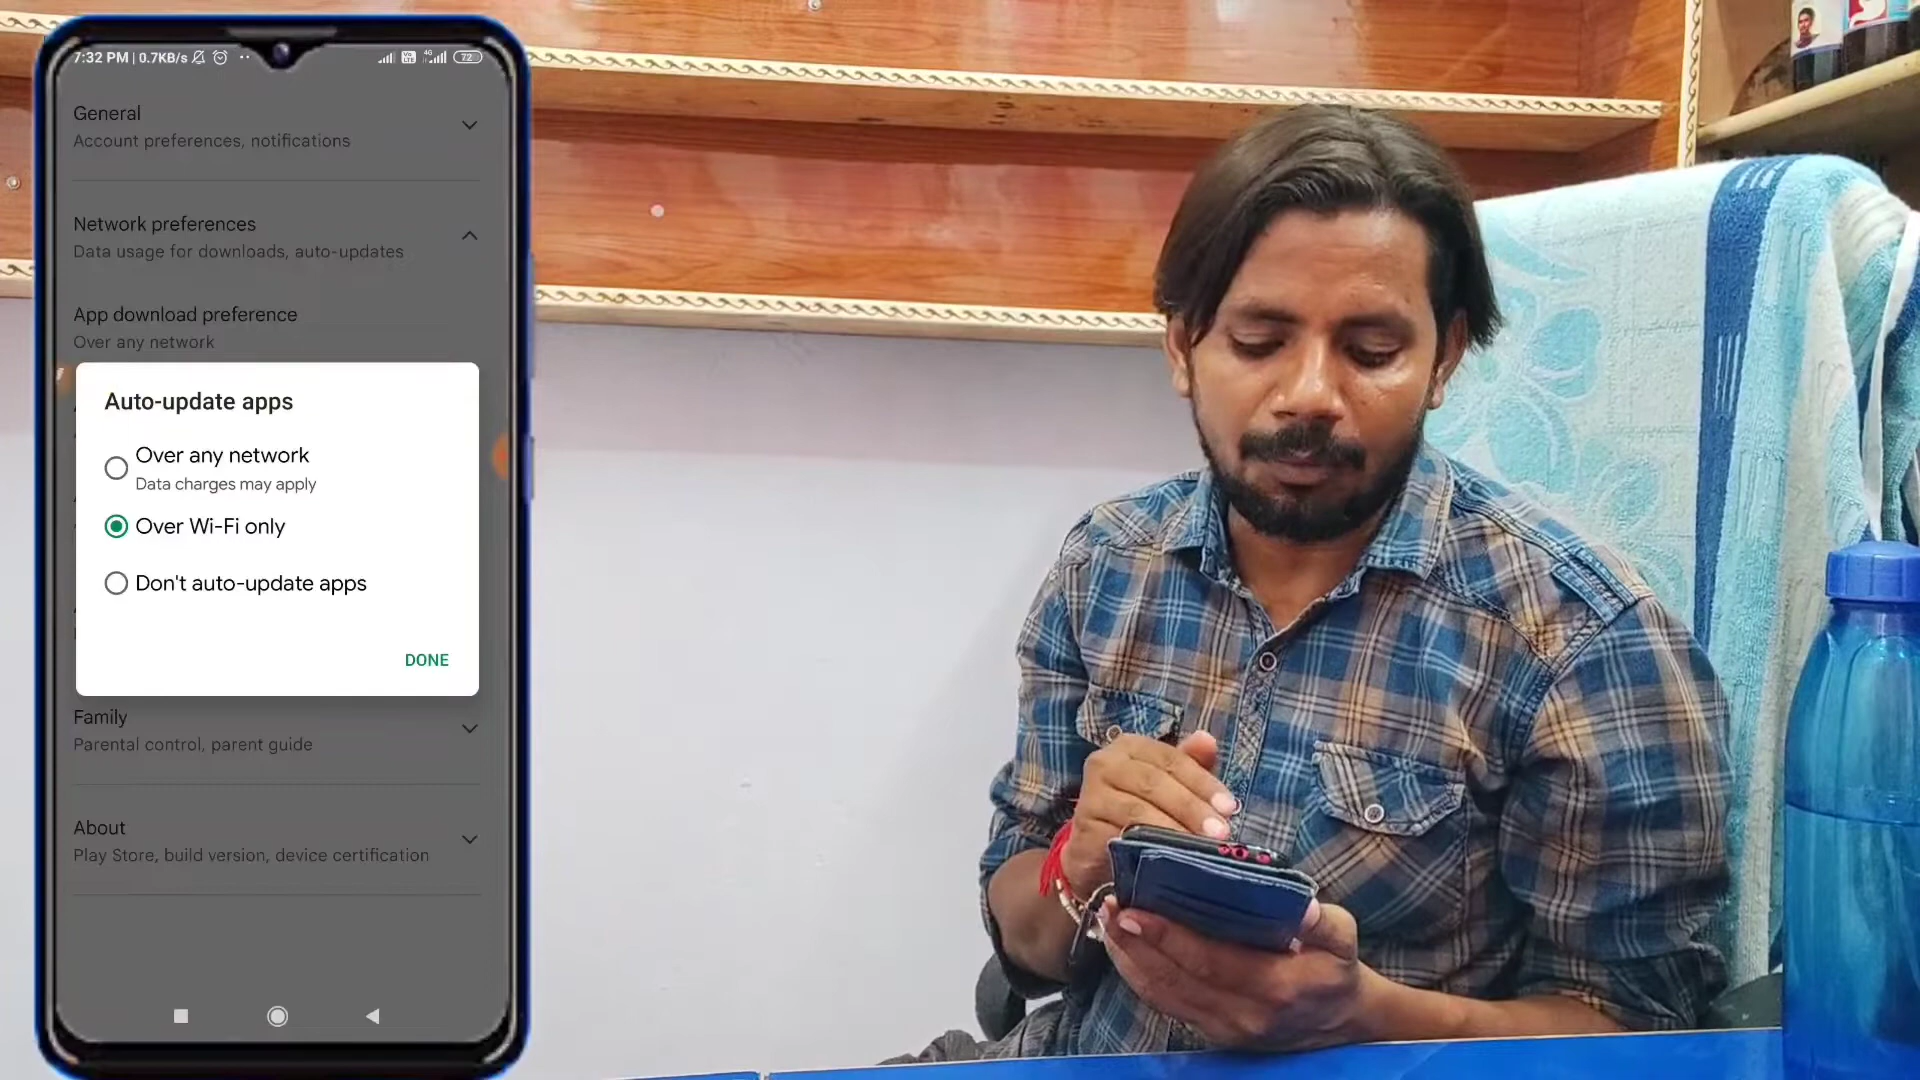 7:32 PM | 0.7KB/s
4G
72
General
Account preferences, notifications
Network preferences
Data usage for downloads, auto-updates
App download preference
Over any network
Auto-update apps
Over any network
Data charges may apply
Over Wi-Fi only
Don't auto-update apps
DONE
Family
Parental control, parent guide
About
Play Store, build version, device certification